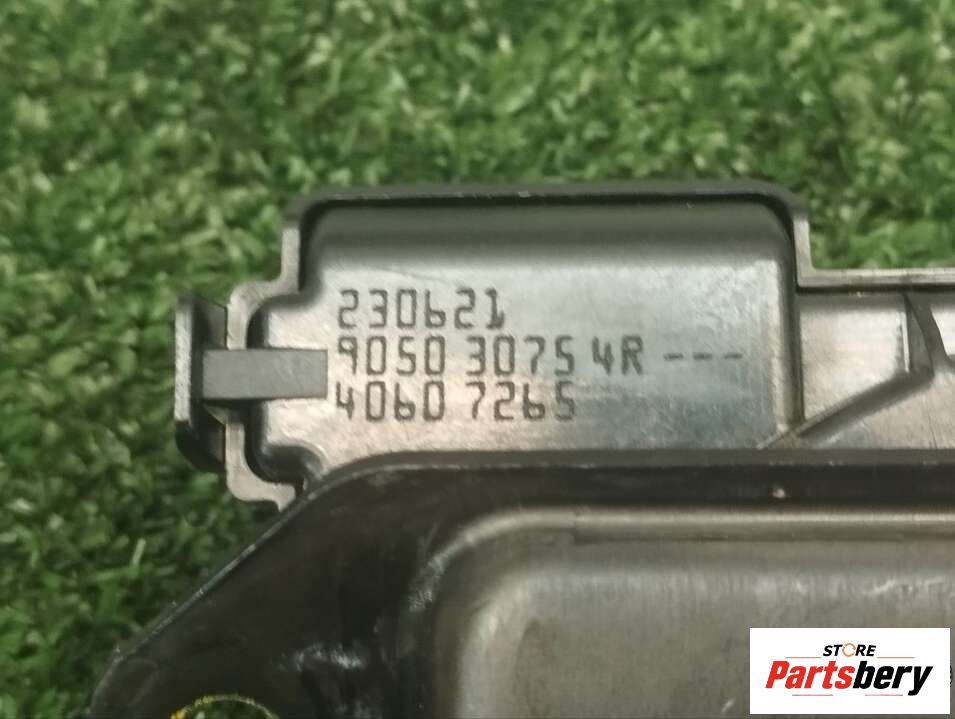 230621
9050 3075 4R ---
4060 7265
STORE
Partsbery